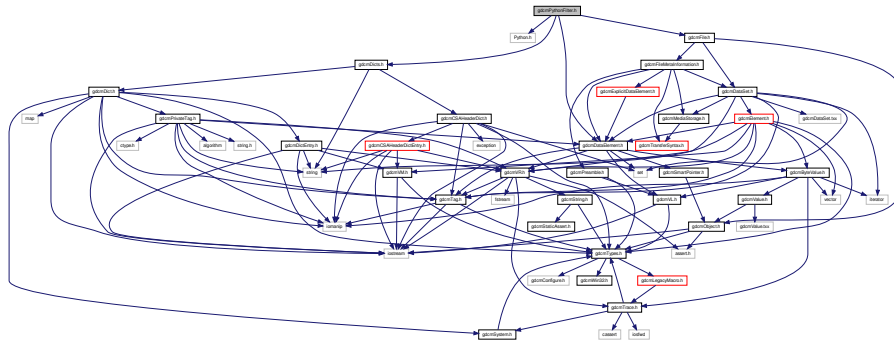 gdcmPythonFilter.h
Python.h
gdcmFile.h
gdcmDicts.h
gdcmFileMetaInformation.h
gdcmDict.h
gdcmExplicitDataElement.h
gdcmDataSet.h
map
gdcmPrivateTag.h
gdcmCSAHeaderDict.h
gdcmMediaStorage.h
gdcmElement.h
gdcmDataSet.txx
ctype.h
algorithm
string.h
gdcmDictEntry.h
gdcmCSAHeaderDictEntry.h
exception
gdcmDataElement.h
gdcmTransferSyntax.h
string
gdcmVM.h
gdcmVR.h
gdcmPreamble.h
set
gdcmSmartPointer.h
gdcmByteValue.h
gdcmTag.h
fstream
gdcmString.h
gdcmVL.h
gdcmValue.h
vector
iterator
iomanip
gdcmStaticAssert.h
gdcmObject.h
gdcmValue.txx
iostream
gdcmTypes.h
assert.h
gdcmConfigure.h
gdcmWin32.h
gdcmLegacyMacro.h
gdcmTrace.h
gdcmSystem.h
cassert
iosfwd